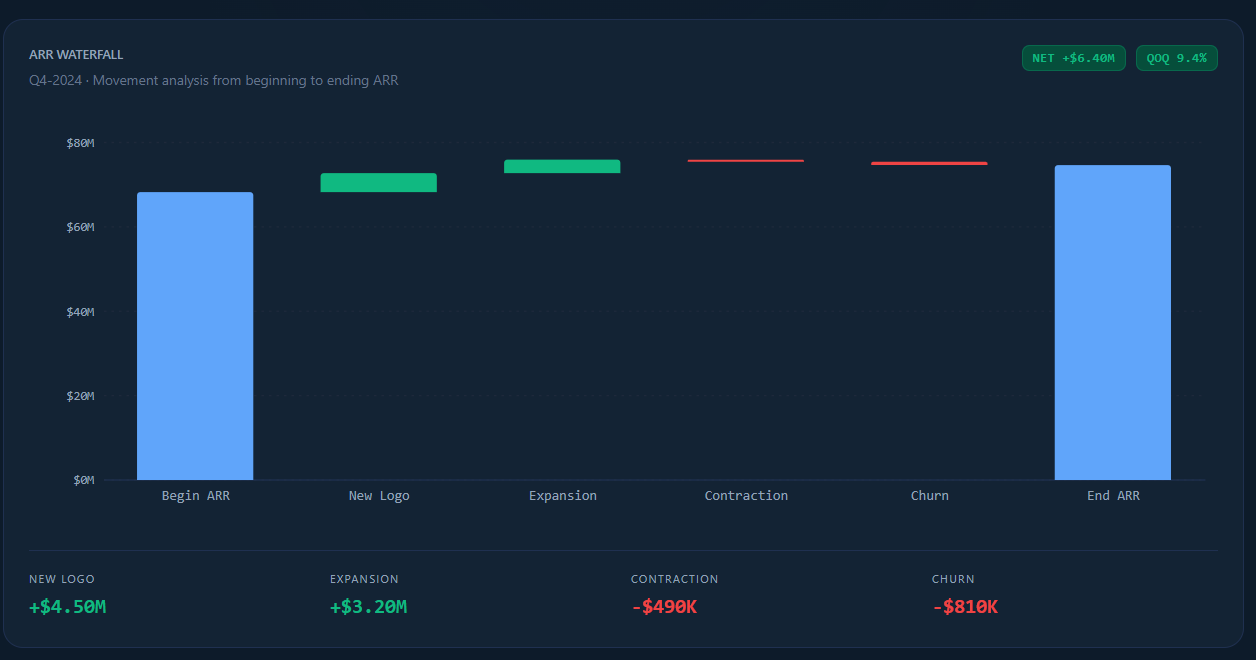 ARR WATERFALL
Q4-2024 · Movement analysis from beginning to ending ARR
NET +$6.40M
QOQ 9.4%
$80M
$60M
$40M
$20M
$0M
Begin ARR
New Logo
Expansion
Contraction
Churn
End ARR
NEW LOGO
+$4.50M
EXPANSION
+$3.20M
CONTRACTION
-$490K
CHURN
-$810K